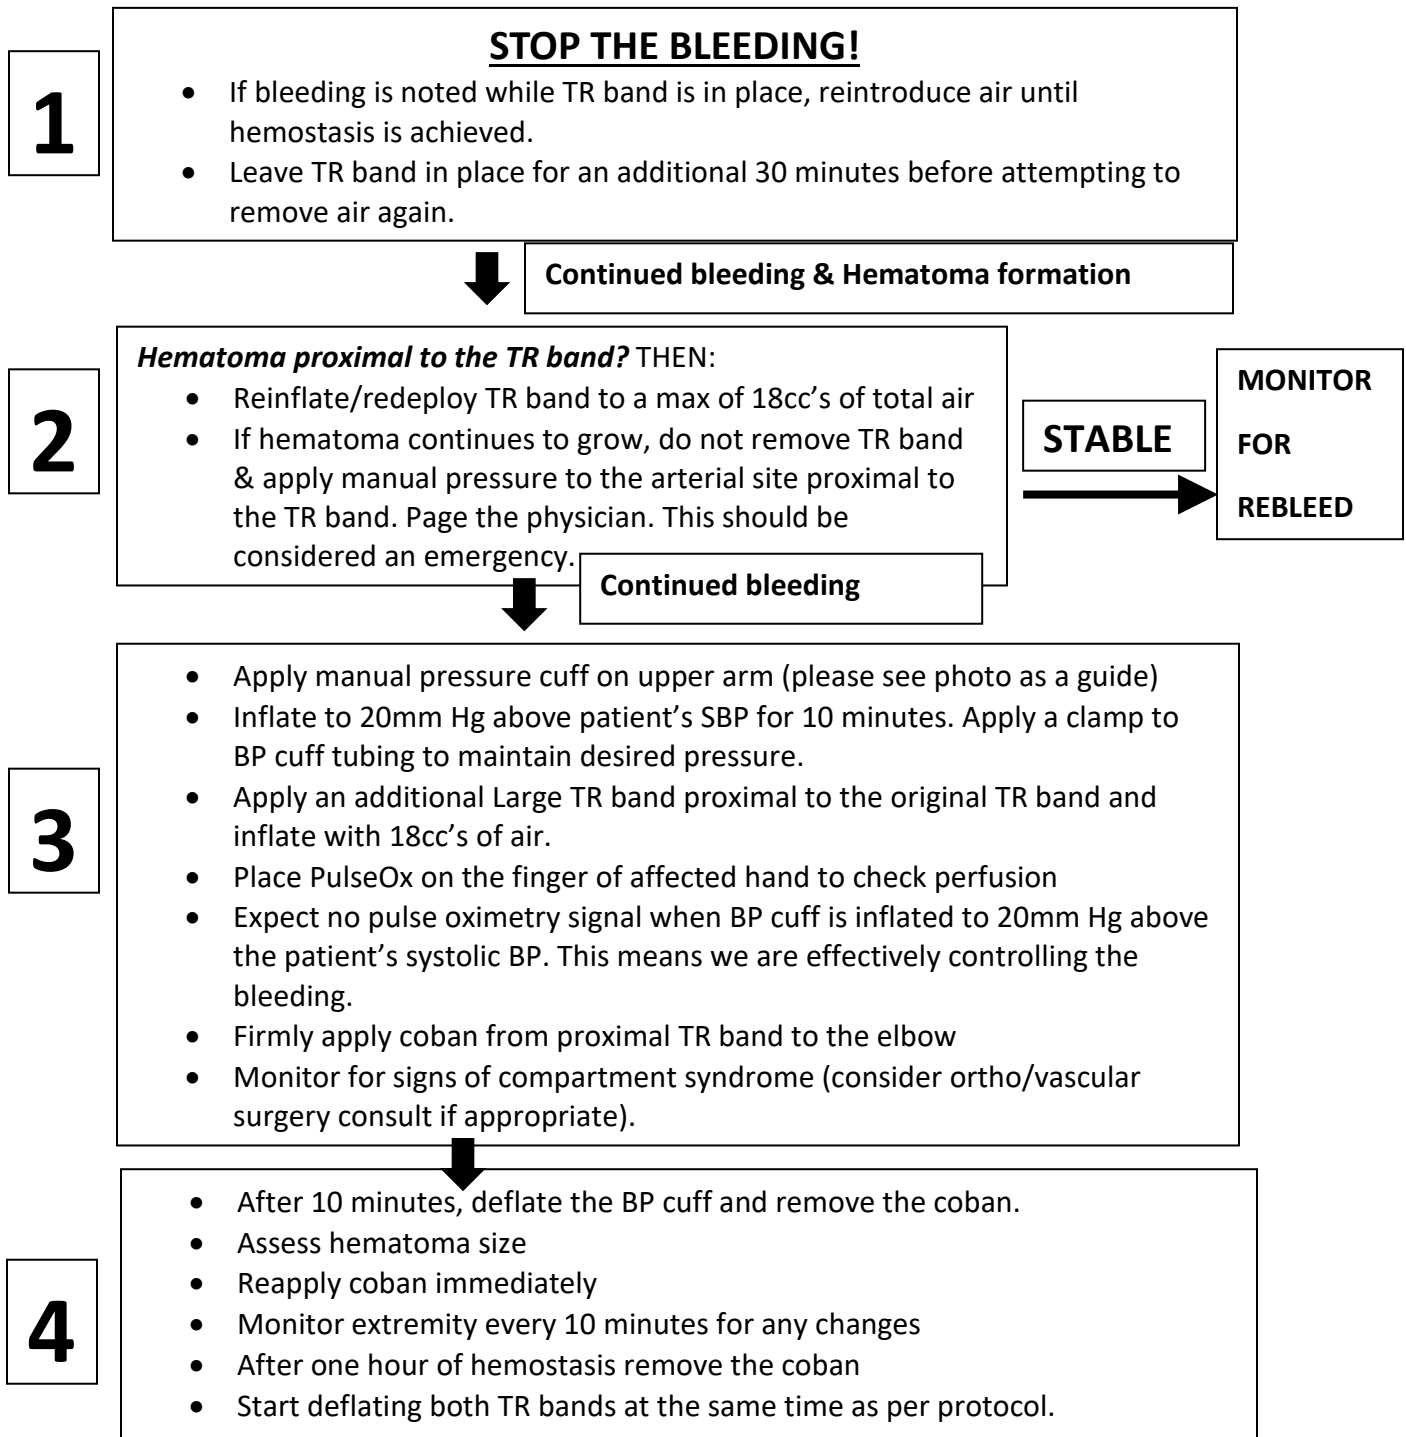 STOP THE BLEEDING!
1
• If bleeding is noted while TR band is in place, reintroduce air until
hemostasis is achieved.
• Leave TR band in place for an additional 30 minutes before attempting to
remove air again.
Continued bleeding & Hematoma formation
2
Hematoma proximal to the TR band? THEN:
• Reinflate/redeploy TR band to a max of 18cc’s of total air
• If hematoma continues to grow, do not remove TR band
& apply manual pressure to the arterial site proximal to
the TR band. Page the physician. This should be
considered an emergency.
STABLE
MONITOR
FOR
REBLEED
Continued bleeding
3
• Apply manual pressure cuff on upper arm (please see photo as a guide)
• Inflate to 20mm Hg above patient’s SBP for 10 minutes. Apply a clamp to
BP cuff tubing to maintain desired pressure.
• Apply an additional Large TR band proximal to the original TR band and
inflate with 18cc’s of air.
• Place PulseOx on the finger of affected hand to check perfusion
• Expect no pulse oximetry signal when BP cuff is inflated to 20mm Hg above
the patient’s systolic BP. This means we are effectively controlling the
bleeding.
• Firmly apply coban from proximal TR band to the elbow
• Monitor for signs of compartment syndrome (consider ortho/vascular
surgery consult if appropriate).
4
• After 10 minutes, deflate the BP cuff and remove the coban.
• Assess hematoma size
• Reapply coban immediately
• Monitor extremity every 10 minutes for any changes
• After one hour of hemostasis remove the coban
• Start deflating both TR bands at the same time as per protocol.